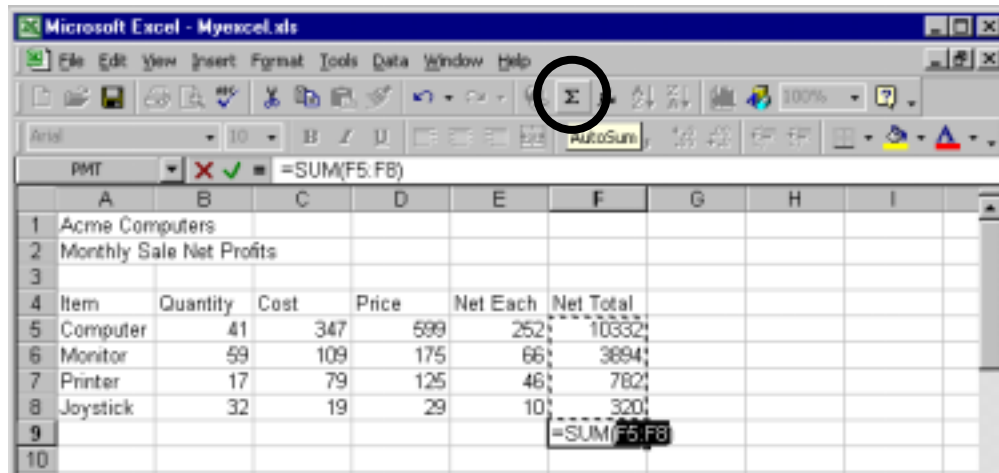 Microsoft Excel - Myexcel.xls
File Edit View Insert Format Tools Data Window Help
Σ 100%
Arial 10 B I U AutoSum
PMT =SUM(F5:F8)
A B C D E F G H I
1 Acme Computers
2 Monthly Sale Net Profits
3
4 Item Quantity Cost Price Net Each Net Total
5 Computer 41 347 599 252 10332
6 Monitor 59 109 175 66 3894
7 Printer 17 79 125 46 782
8 Joystick 32 19 29 10 320
9 =SUM(F5:F8)
10